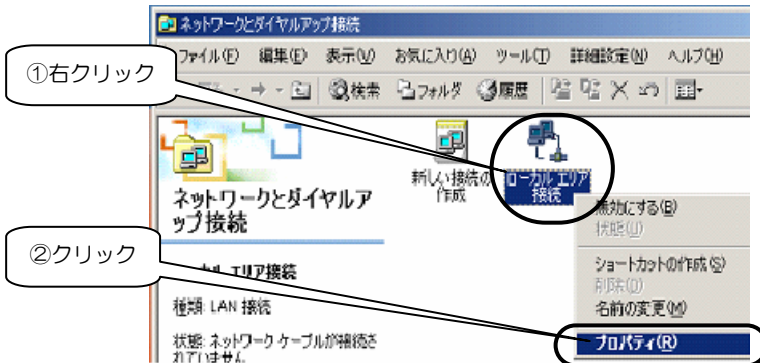 ネットワークとダイヤルアップ接続
ファイル(F) 編集(E) 表示(V) お気に入り(A) ツール(T) 詳細設定(N) ヘルプ(H)
①右クリック
検索 フォルダ 履歴
新しい接続の
作成
ローカル エリア
接続
ネットワークとダイヤルア
ップ接続
無効にする(B)
状態(U)
②クリック
カル エリア接続
ショートカットの作成(S)
削除(D)
種類: LAN 接続
名前の変更(M)
状態: ネットワーク ケーブルが接続さ
れていません
プロパティ(R)